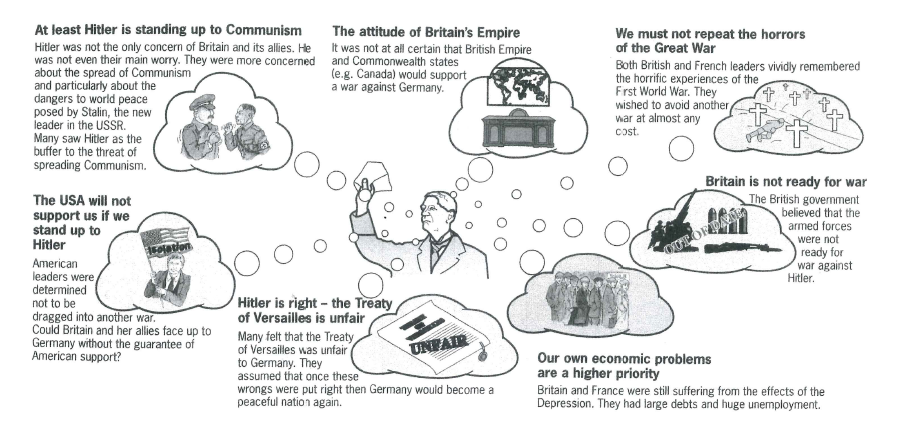 At least Hitler is standing up to Communism
Hitler was not the only concern of Britain and its allies. He
was not even their main worry. They were more concerned
about the spread of Communism
and particularly about the
dangers to world peace
posed by Stalin, the new
leader in the USSR.
Many saw Hitler as the
buffer to the threat of
spreading Communism.
The attitude of Britain's Empire
It was not at all certain that British Empire
and Commonwealth states
(e.g. Canada) would support
a war against Germany.
We must not repeat the horrors
of the Great War
Both British and French leaders vividly remembered
the horrific experiences of the
First World War. They
wished to avoid another
war at almost any
cost.
The USA will not
support us if we
stand up to
Hitler
American
leaders were
determined
not to be
dragged into another war.
Could Britain and her allies face up to
Germany without the guarantee of
American support?
Isolation
Britain is not ready for war
The British government
believed that the
armed forces
were not
ready for
war against
Hitler.
OUT OF DATE
Hitler is right – the Treaty
of Versailles is unfair
Many felt that the Treaty
of Versailles was unfair
to Germany. They
assumed that once these
wrongs were put right then Germany would become a
peaceful nation again.
UNFAIR
Our own economic problems
are a higher priority
Britain and France were still suffering from the effects of the
Depression. They had large debts and huge unemployment.